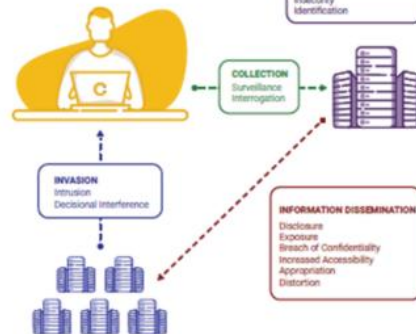 Insecurity
Identification
COLLECTION
Surveillance
Interrogation
INVASION
Intrusion
Decisional Interference
INFORMATION DISSEMINATION
Disclosure
Exposure
Breach of Confidentiality
Increased Accessibility
Appropriation
Distortion